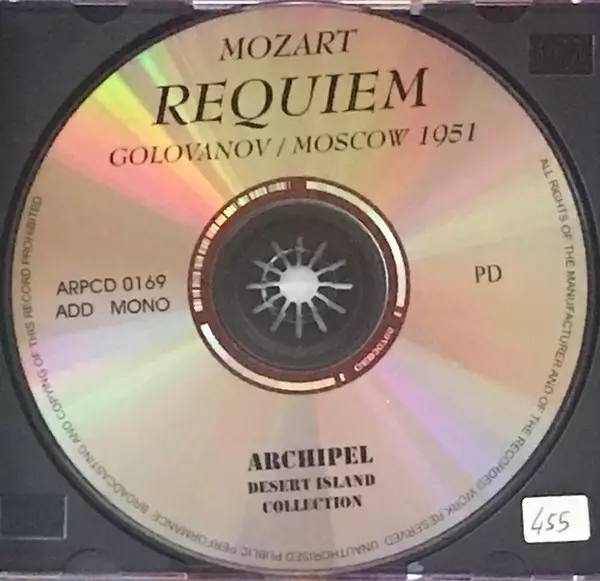 MOZART
REQUIEM
GOLOVANOV / MOSCOW 1951
ARPCD 0169
ADD MONO
PD
ARCHIPEL
DESERT ISLAND
COLLECTION
ALL RIGHTS OF THE MANUFACTURER AND OF THE RECORDED WORK RESERVED. UNAUTHORISED PUBLIC PERFORMANCE BROADCASTING AND COPYING OF THIS RECORD PROHIBITED
455